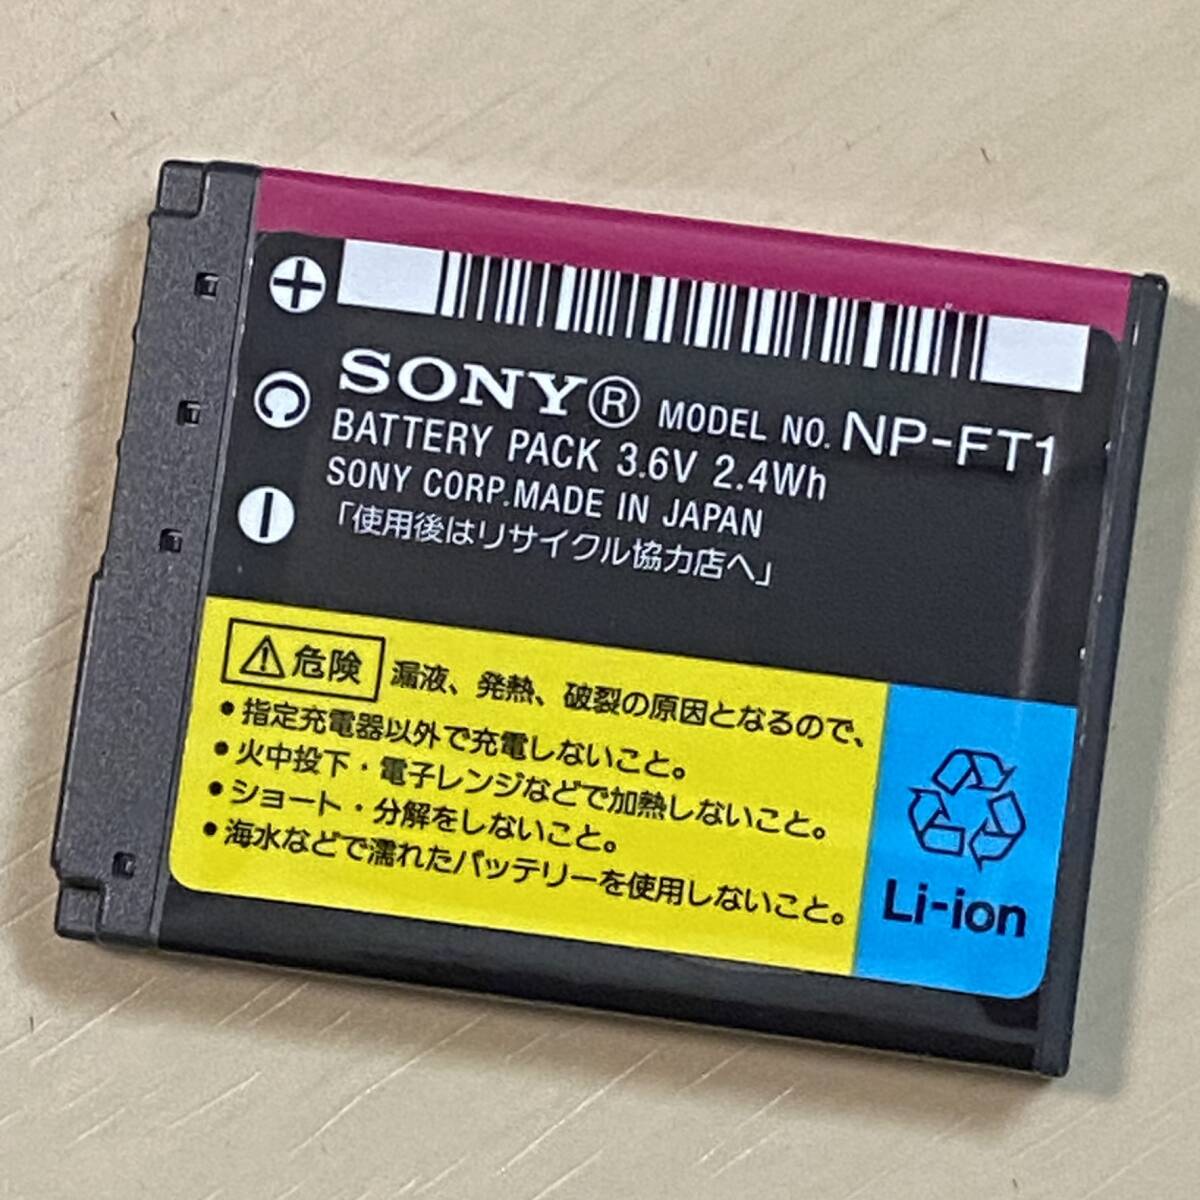 SONY® MODEL NO. NP-FT1
BATTERY PACK 3.6V 2.4Wh
SONY CORP.MADE IN JAPAN
「使用後はリサイクル協力店へ」
⚠危険 漏液、発熱、破裂の原因となるので、
•指定充電器以外で充電しないこと。
•火中投下・電子レンジなどで加熱しないこと。
•ショート・分解をしないこと。
•海水などで濡れたバッテリーを使用しないこと。
Li-ion